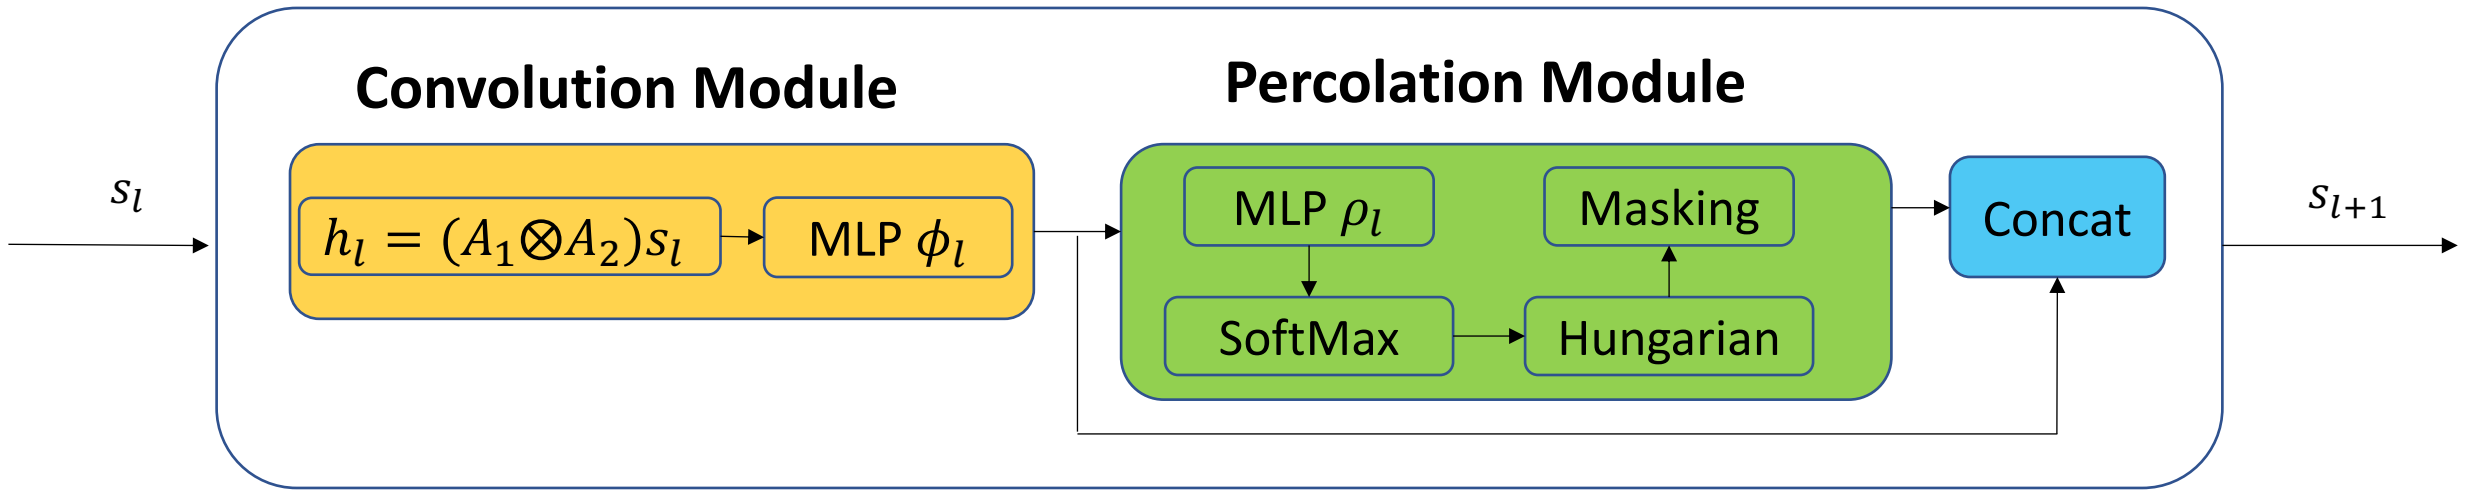 Convolution Module
Percolation Module
s_l
h_l = (A_1⊗A_2)s_l
MLP ϕ_l
MLP ρ_l
Masking
SoftMax
Hungarian
Concat
s_{l+1}